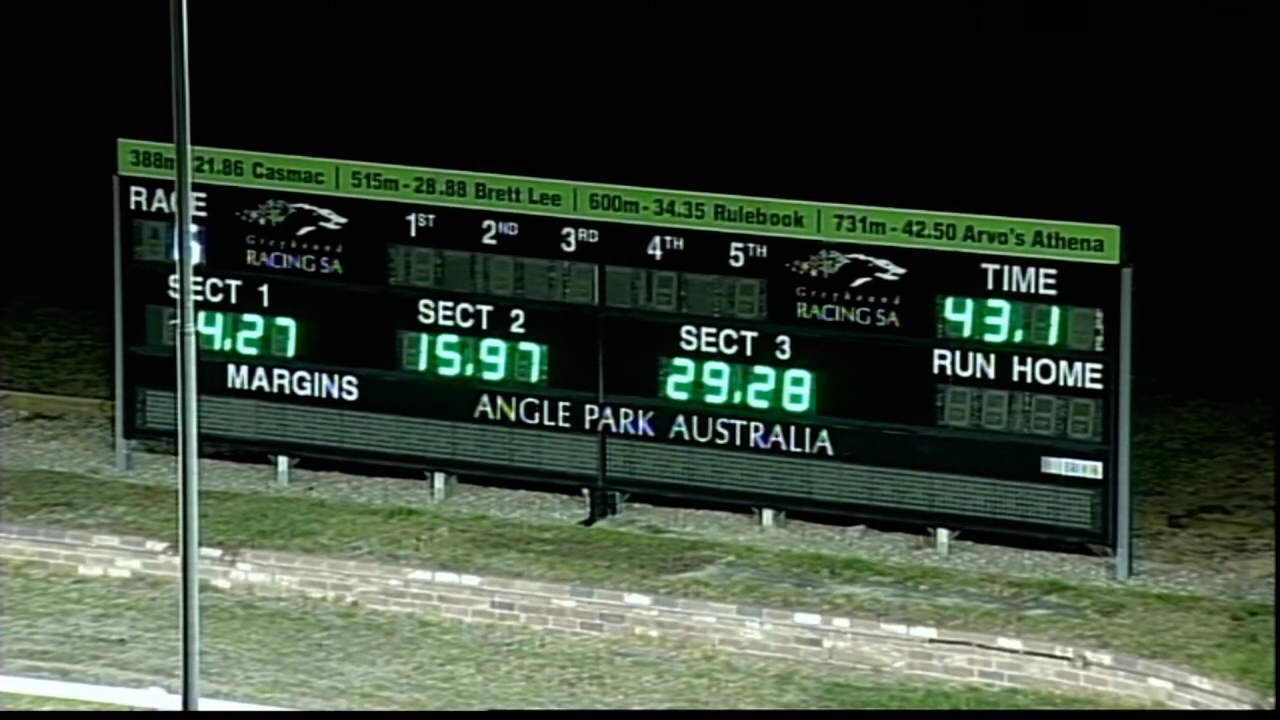 388m-21.86 Casmac | 515m-28.88 Brett Lee | 600m-34.35 Rulebook | 731m-42.50 Arvo's Athena
RACE
Greyhound
RACING SA
1ST 2ND 3RD 4TH 5TH
Greyhound
RACING SA
TIME
43.1
SECT 1
4.27
SECT 2
15.97
SECT 3
29.28
RUN HOME
MARGINS
ANGLE PARK AUSTRALIA